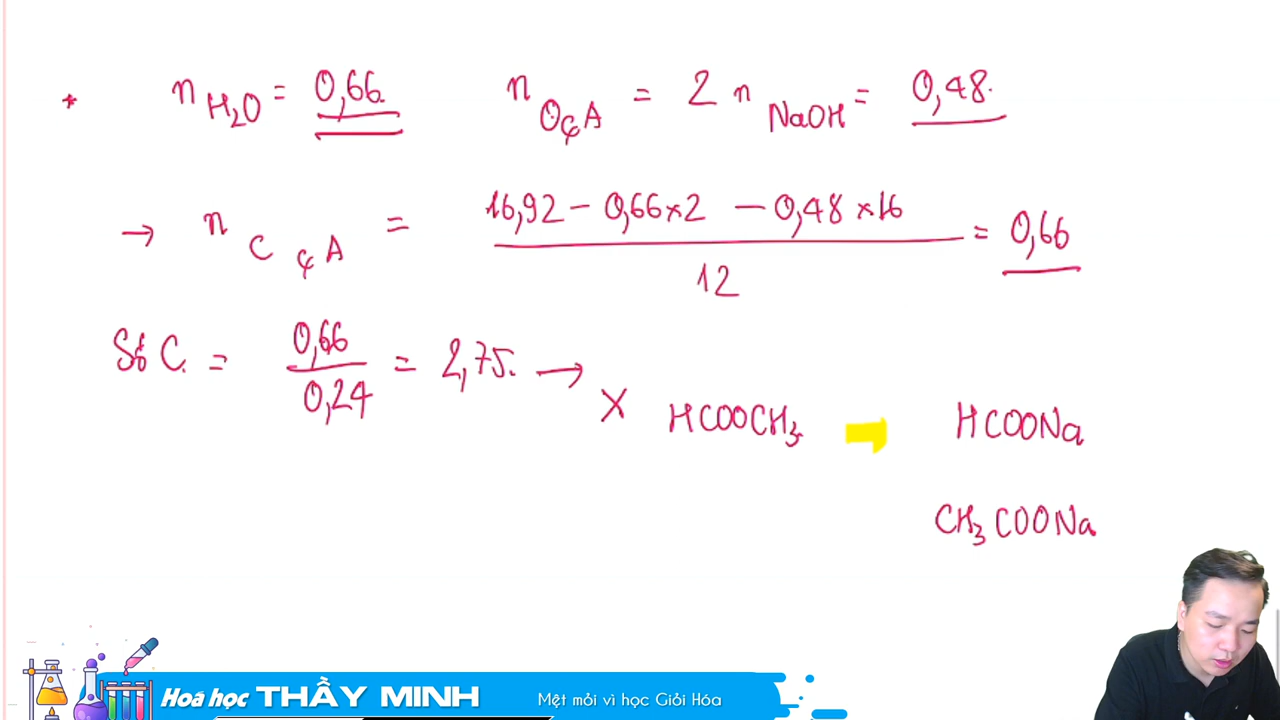 * n H2O = 0,66. n O ¢ A = 2 n NaOH = 0,48.
→ n C ¢ A = 16,92 - 0,66×2 - 0,48×16 / 12 = 0,66
Số C. = 0,66 / 0,24 = 2,75. → X HCOOCH3 HCOONa
CH3COONa
Hoá học THẦY MINH Mệt mỏi vì học Giỏi Hóa